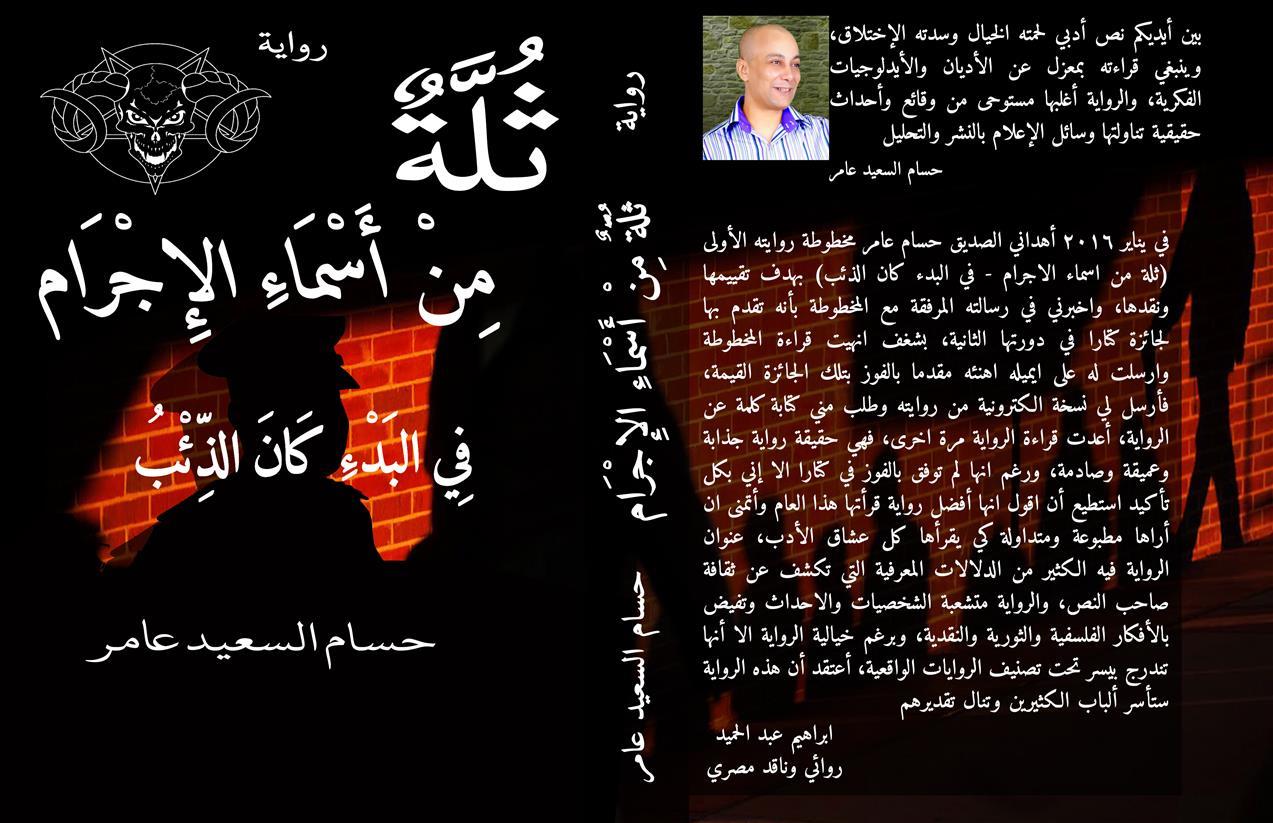 رواية
ثُلَّةٌ
مِنْ أَسْمَاءِ الإِجْرَام
فِي البَدْءِ كَانَ الذِّئْبُ
حسام السعيد عامر
رواية
ثُلةٌ مِن أَسْمَاءِ الإِجْرَام
حسام السعيد عامر
بين أيديكم نص أدبي لحمته الخيال وسدته الإختلاق،
وينبغي قراءته بمعزل عن الأديان والأيدلوجيات
الفكرية، والرواية أغلبها مستوحى من وقائع وأحداث
حقيقية تناولتها وسائل الإعلام بالنشر والتحليل
حسام السعيد عامر
في يناير ٢٠١٦ أهداني الصديق حسام عامر مخطوطة روايته الأولى
(ثلة من اسماء الاجرام - في البدء كان الذئب) بهدف تقييمها
ونقدها، واخبرني في رسالته المرفقة مع المخطوطة بأنه تقدم بها
لجائزة كتارا في دورتها الثانية، بشغف انهيت قراءة المخطوطة
وارسلت له على ايميله اهنئه مقدما بالفوز بتلك الجائزة القيمة،
فأرسل لي نسخة الكترونية من روايته وطلب مني كتابة كلمة عن
الرواية، أعدت قراءة الرواية مرة اخرى، فهي حقيقة رواية جذابة
وعميقة وصادمة، ورغم انها لم توفق بالفوز في كتارا الا إني بكل
تأكيد استطيع أن اقول انها أفضل رواية قرأتها هذا العام وأتمنى ان
أراها مطبوعة ومتداولة كي يقرأها كل عشاق الأدب، عنوان
الرواية فيه الكثير من الدلالات المعرفية التي تكشف عن ثقافة
صاحب النص، والرواية متشعبة الشخصيات والاحداث وتفيض
بالأفكار الفلسفية والثورية والنقدية، وبرغم خيالية الرواية الا أنها
تندرج بيسر تحت تصنيف الروايات الواقعية، أعتقد أن هذه الرواية
ستأسر ألباب الكثيرين وتنال تقديرهم
ابراهيم عبد الحميد
روائي وناقد مصري